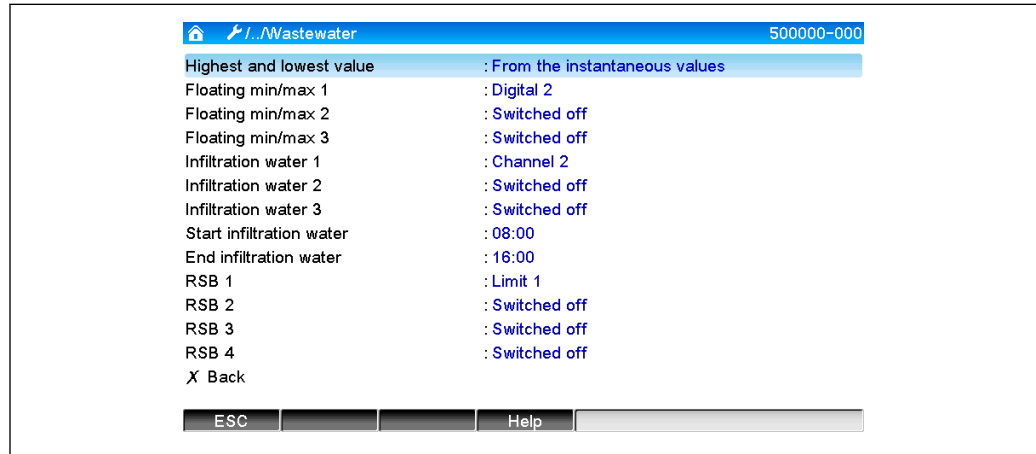 /../Wastewater 500000-000
Highest and lowest value : From the instantaneous values
Floating min/max 1 : Digital 2
Floating min/max 2 : Switched off
Floating min/max 3 : Switched off
Infiltration water 1 : Channel 2
Infiltration water 2 : Switched off
Infiltration water 3 : Switched off
Start infiltration water : 08:00
End infiltration water : 16:00
RSB 1 : Limit 1
RSB 2 : Switched off
RSB 3 : Switched off
RSB 4 : Switched off
X Back
ESC Help